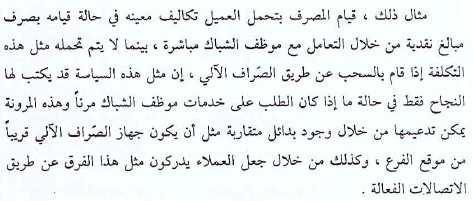 مثال ذلك ، قيام المصرف بتحمل العميل تكاليف معينه في حالة قيامه بصرف
مبالغ نقدية من خلال التعامل مع موظف الشباك مباشرة ، بينما لا يتم تحمله مثل هذه
التكلفة إذا قام بالسحب عن طريق الصّراف الآلي ، إن مثل هذه السياسة قد يكتب لها
النجاح فقط في حالة ما إذا كان الطلب على خدمات موظف الشباك مرناً وهذه المرونة
يمكن تدعيمها من خلال وجود بدائل متقاربة مثل أن يكون جهاز الصّراف الآلي قريباً
من موقع الفرع ، وكذلك من خلال جعل العملاء يدركون مثل هذا الفرق عن طريق
الاتصالات الفعالة .